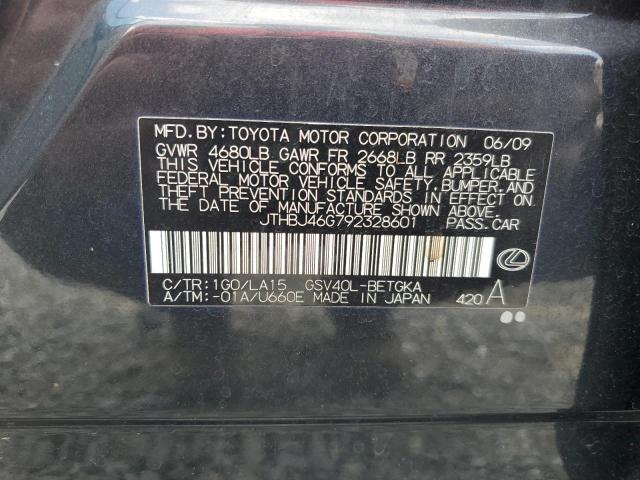 MFD. BY: TOYOTA MOTOR CORPORATION 06/09
GVWR 4680LB GAWR FR 2668LB RR 2359LB
THIS VEHICLE CONFORMS TO ALL APPLICABLE
FEDERAL MOTOR VEHICLE SAFETY, BUMPER, AND
THEFT PREVENTION STANDARDS IN EFFECT ON
THE DATE OF MANUFACTURE SHOWN ABOVE.
JTHBJ46G792328601 PASS. CAR
C/TR: 1G0/LA15 GSV40L-BETGKA
A/TM: -01A/U660E MADE IN JAPAN 420 A